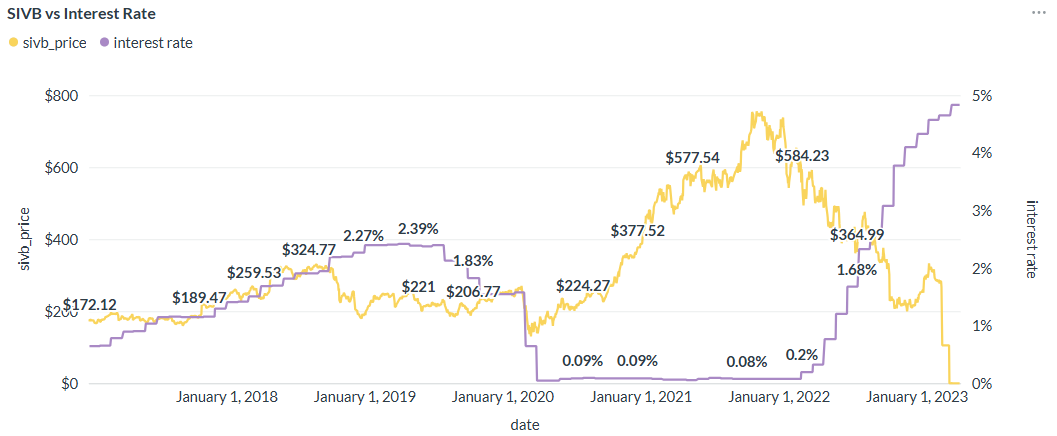 SIVB vs Interest Rate
sivb_price interest rate
$800 5%
4%
$600 $577.54 $584.23
3%
$377.52
$400 $324.77 2.27% 2.39% $364.99
$259.53 1.83% 1.68% 2%
$172.12 $189.47 $221 $206.77 $224.27
$200 1%
0.09% 0.09% 0.08% 0.2%
$0 0%
January 1, 2018 January 1, 2019 January 1, 2020 January 1, 2021 January 1, 2022 January 1, 2023
date
sivb_price
interest rate